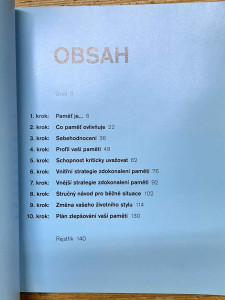 OBSAH
Úvod 5
1. krok: Paměť je... 8
2. krok: Co paměť ovlivňuje 22
3. krok: Sebehodnocení 36
4. krok: Profil vaší paměti 48
5. krok: Schopnost kriticky uvažovat 62
6. krok: Vnitřní strategie zdokonalení paměti 76
7. krok: Vnější strategie zdokonalení paměti 92
8. krok: Stručný návod pro běžné situace 102
9. krok: Změna vašeho životního stylu 114
10. krok: Plán zlepšování vaší paměti 130
Rejstřík 140